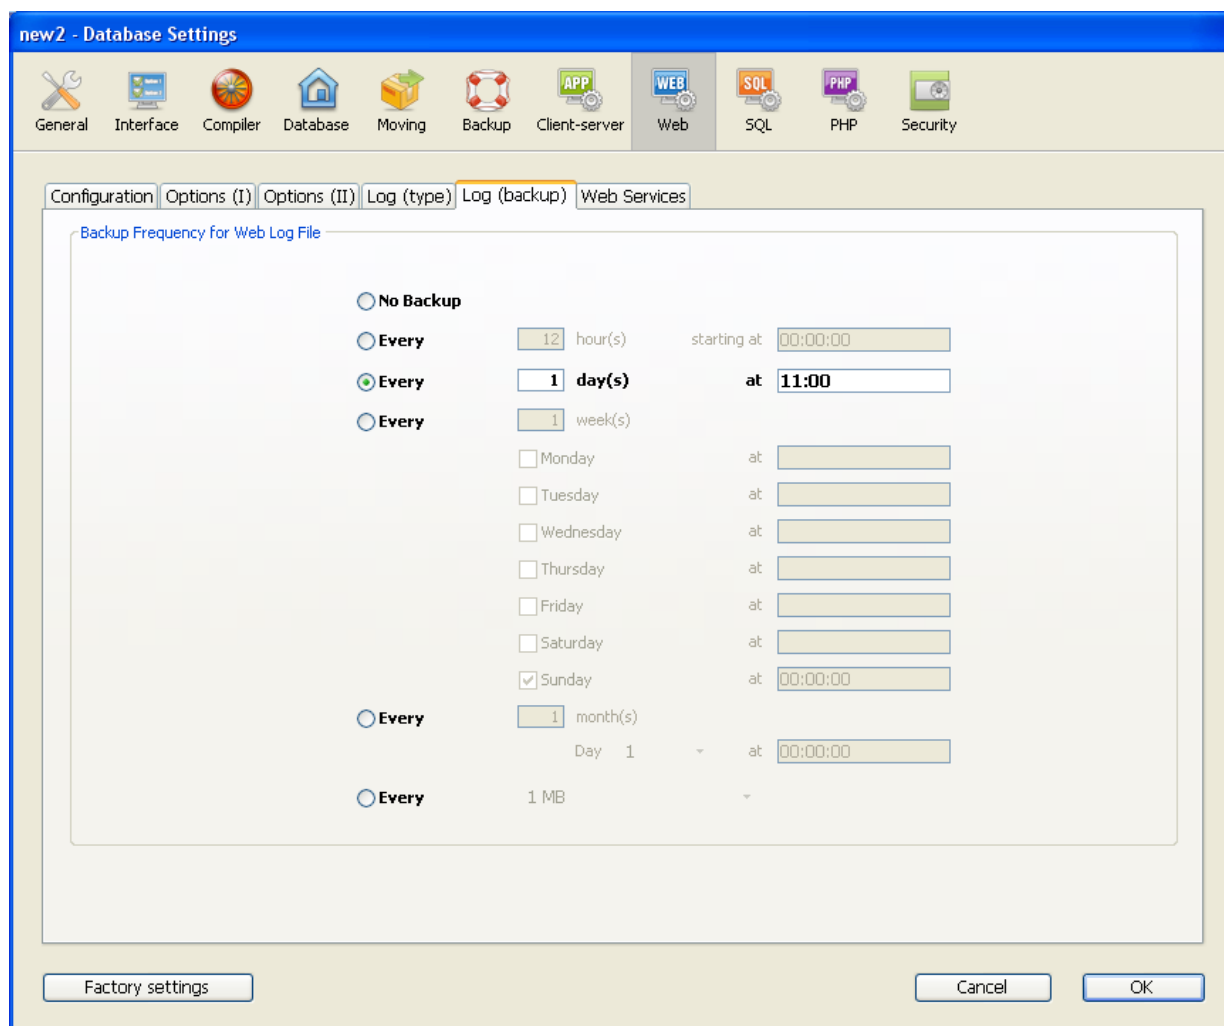 new2 - Database Settings
General Interface Compiler Database Moving Backup APP Client-server WEB Web SQL SQL PHP PHP Security
Configuration Options (I) Options (II) Log (type) Log (backup) Web Services
Backup Frequency for Web Log File
No Backup
Every 12 hour(s) starting at 00:00:00
Every 1 day(s) at 11:00
Every 1 week(s)
Monday at
Tuesday at
Wednesday at
Thursday at
Friday at
Saturday at
Sunday at 00:00:00
Every 1 month(s)
Day 1 at 00:00:00
Every 1 MB
Factory settings Cancel OK